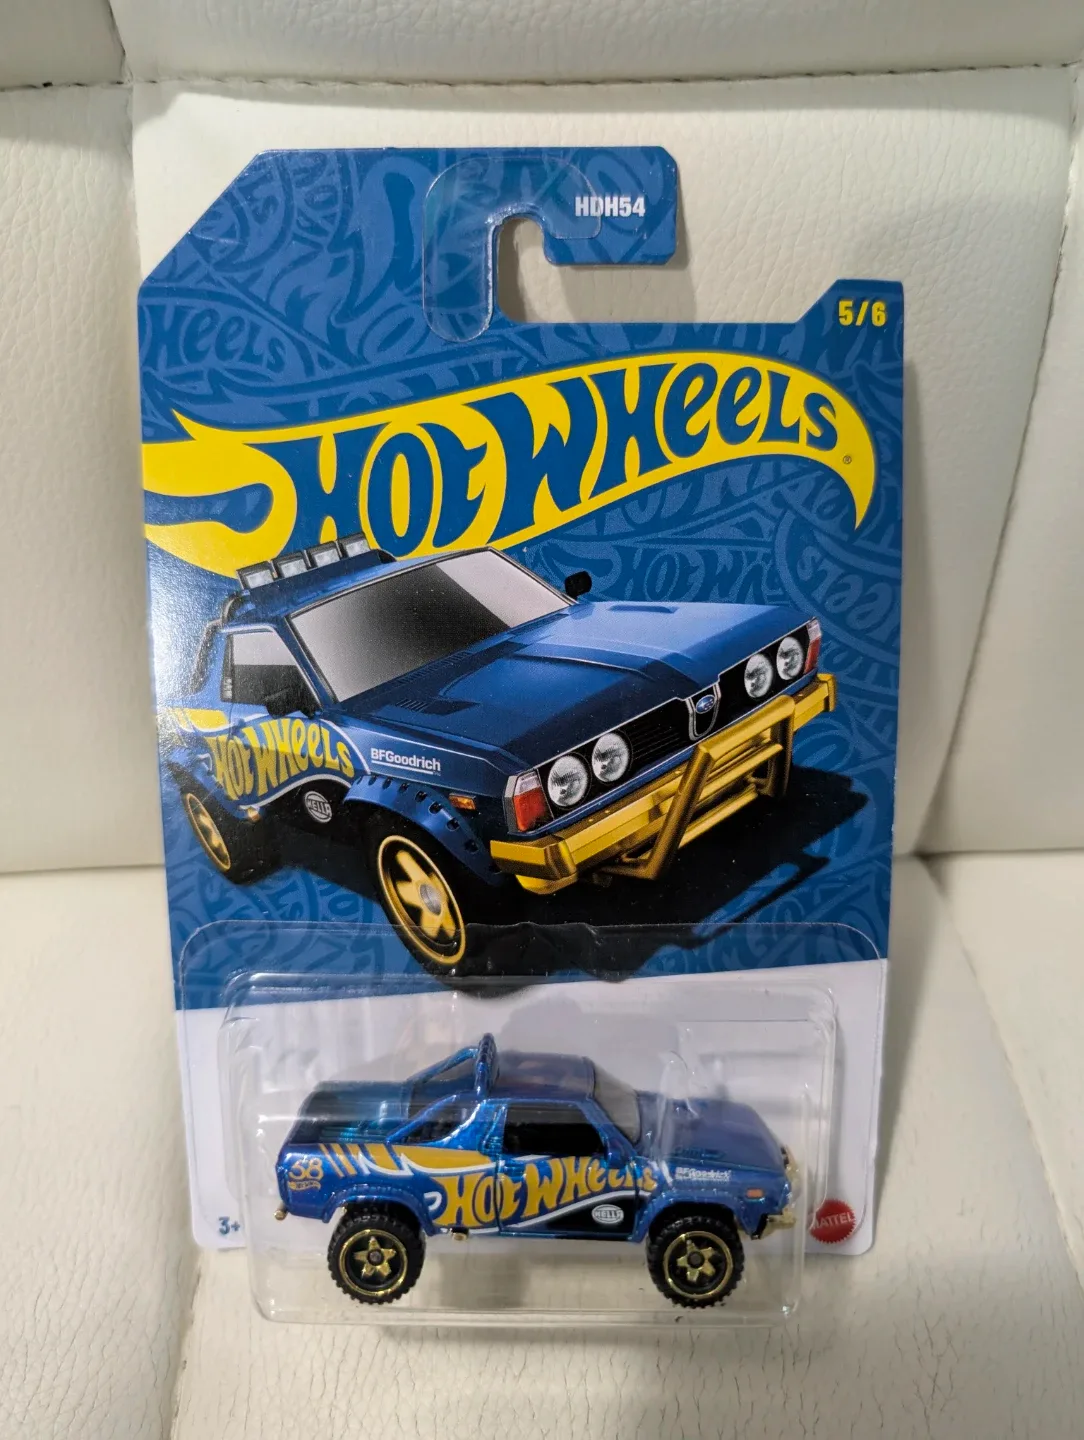 HDH54
5/6
HOT WHEELS
®
HOT WHEELS
BFGoodrich
HELLA
58
HOT WHEELS
BFGoodrich
HELLA
3+
MATTEL